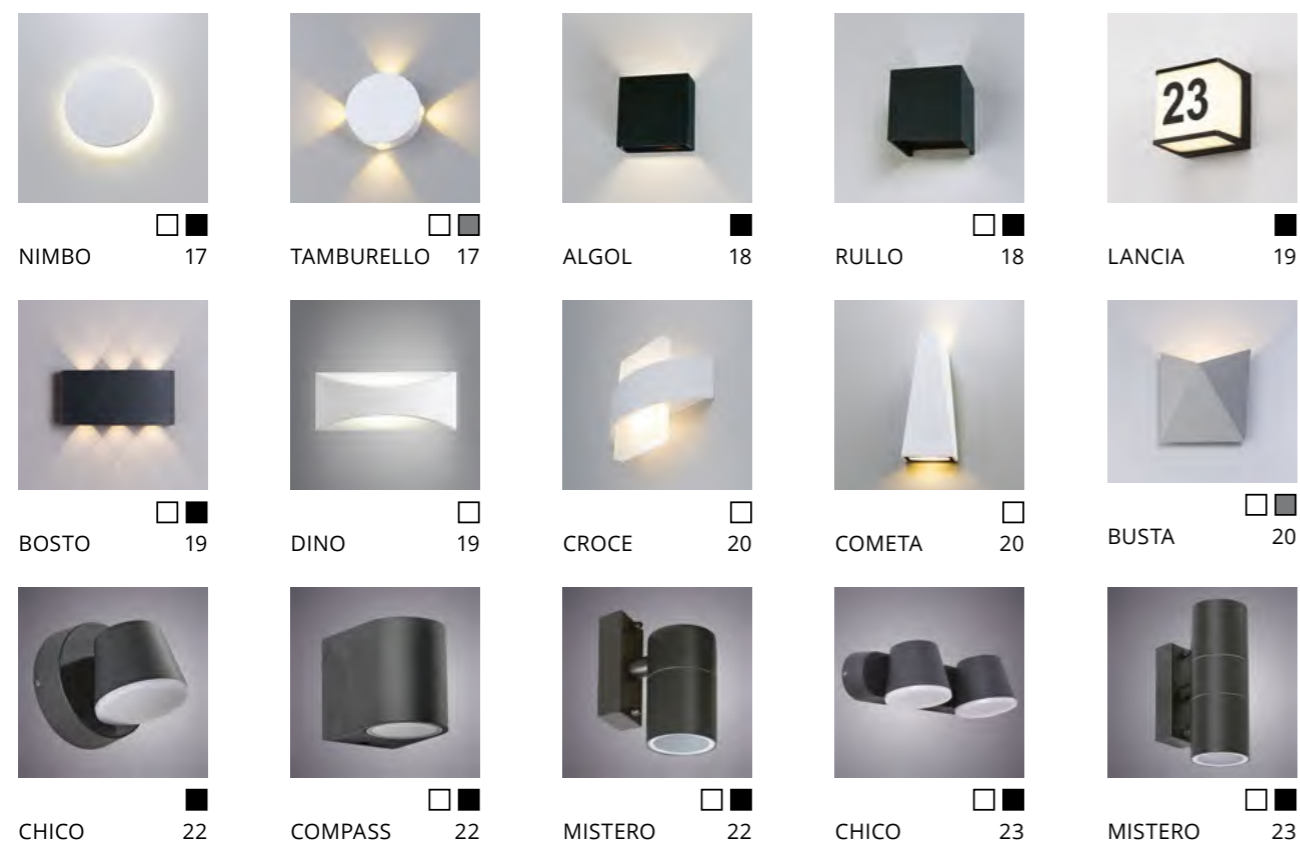 23
NIMBO 17
TAMBURELLO 17
ALGOL 18
RULLO 18
LANCIA 19
BOSTO 19
DINO 19
CROCE 20
COMETA 20
BUSTA 20
CHICO 22
COMPASS 22
MISTERO 22
CHICO 23
MISTERO 23